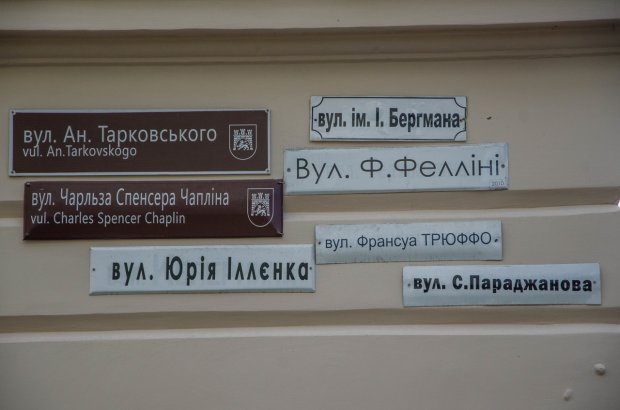 вул. Ан. Тарковського
vul. An.Tarkovskogo
вул. ім. І. Бергмана
Вул. Ф.Фелліні
2010
вул. Чарльза Спенсера Чапліна
vul. Charles Spencer Chaplin
вул. Франсуа ТРЮФФО
вул. Юрія Іллєнка
вул. С.Параджанова